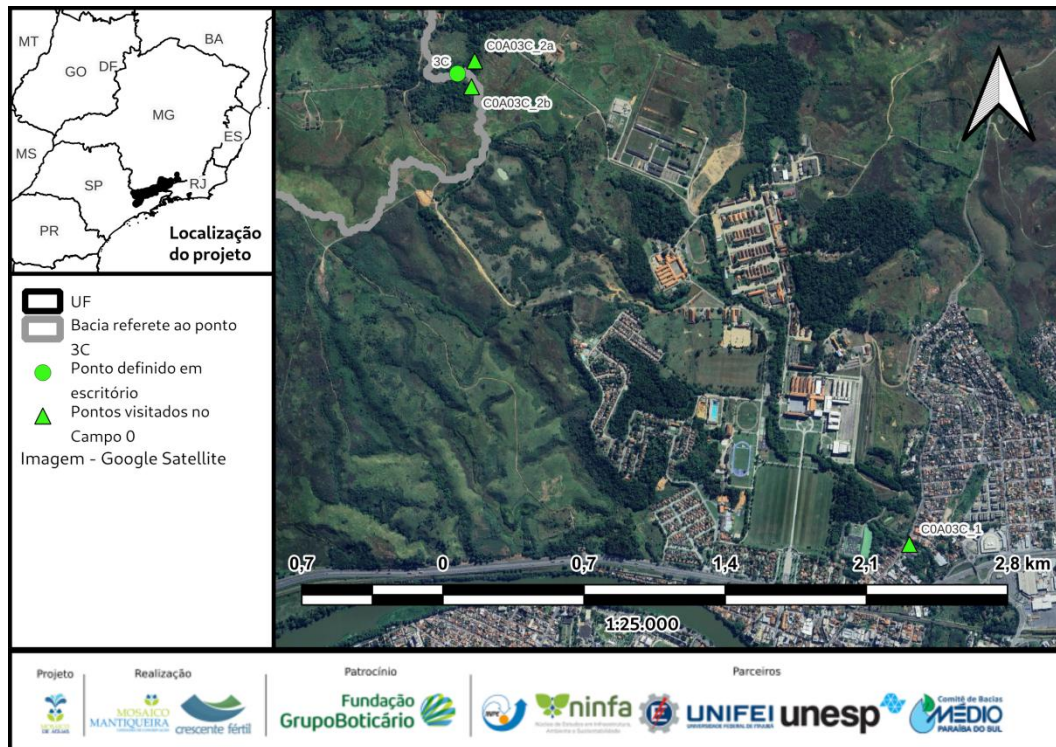 MT
BA
GO
DF
MG
ES
MS
SP
RJ
PR
Localização
do projeto
UF
Bacia referete ao ponto
3C
Ponto definido em
escritório
Pontos visitados no
Campo 0
Imagem - Google Satellite
C0A03C_2a
3C
C0A03C_2b
C0A03C_1
0,7
0
0,7
1,4
2,1
2,8 km
1:25.000
Projeto
Realização
Patrocínio
Parceiros
MOSAICO
MANTIQUEIRA
crescente fértil
Fundação
GrupoBoticário
ninfa
UNIFEI
unesp
Comitê de Bacias
MÉDIO
PARAÍBA DO SUL